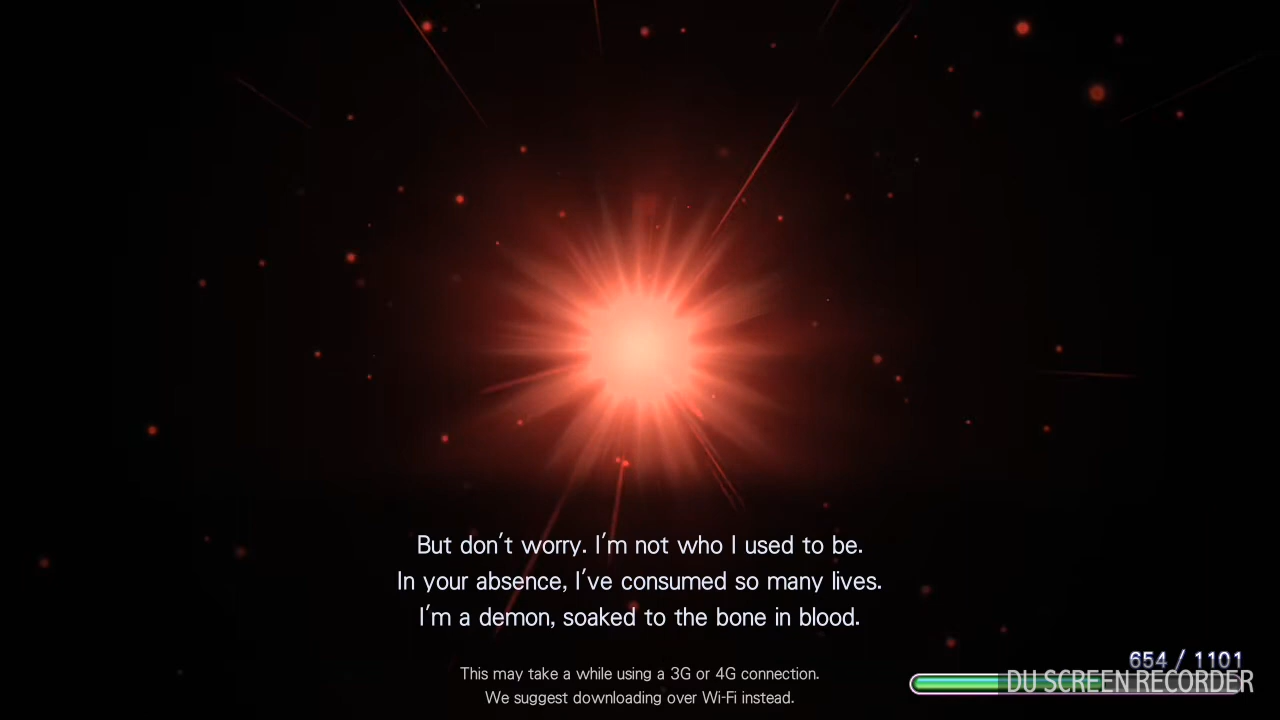 But don't worry. I'm not who I used to be.
In your absence, I've consumed so many lives.
I'm a demon, soaked to the bone in blood.
This may take a while using a 3G or 4G connection.
We suggest downloading over Wi-Fi instead.
654 / 1101
DU SCREEN RECORDER